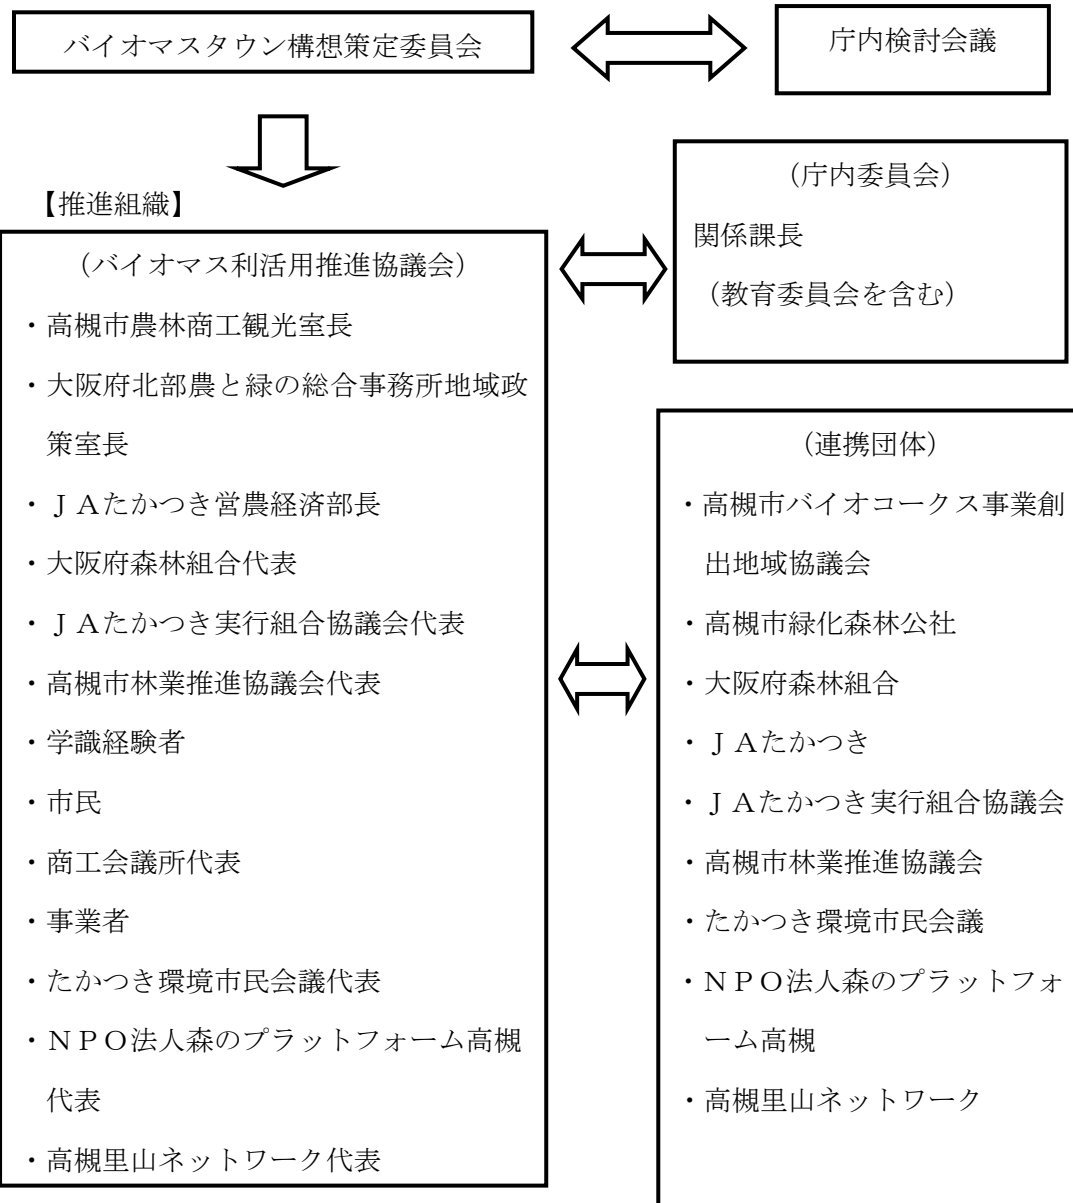 バイオマスタウン構想策定委員会
庁内検討会議
【推進組織】
（バイオマス利活用推進協議会）
・高槻市農林商工観光室長
・大阪府北部農と緑の総合事務所地域政
策室長
・ＪＡたかつき営農経済部長
・大阪府森林組合代表
・ＪＡたかつき実行組合協議会代表
・高槻市林業推進協議会代表
・学識経験者
・市民
・商工会議所代表
・事業者
・たかつき環境市民会議代表
・ＮＰＯ法人森のプラットフォーム高槻
代表
・高槻里山ネットワーク代表
（庁内委員会）
関係課長
（教育委員会を含む）
（連携団体）
・高槻市バイオコークス事業創
出地域協議会
・高槻市緑化森林公社
・大阪府森林組合
・ＪＡたかつき
・ＪＡたかつき実行組合協議会
・高槻市林業推進協議会
・たかつき環境市民会議
・ＮＰＯ法人森のプラットフォ
ーム高槻
・高槻里山ネットワーク